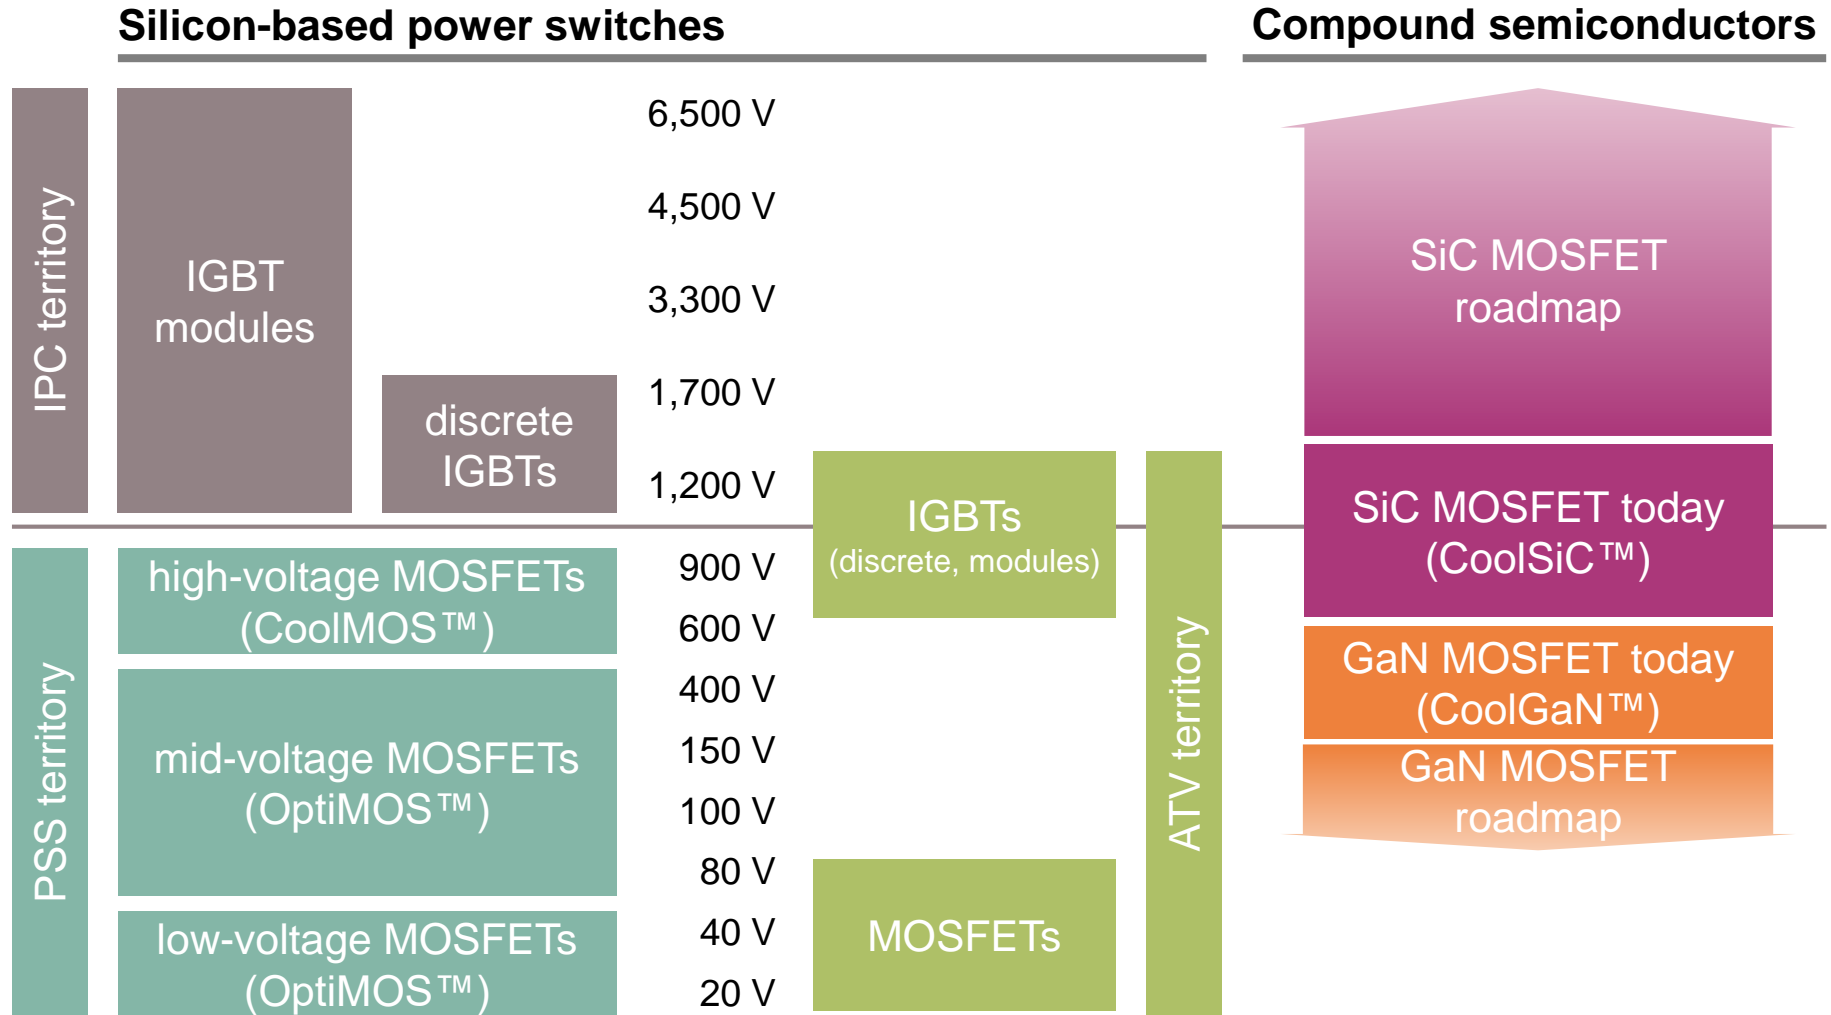 Silicon-based power switches
Compound semiconductors
IPC territory
IGBT
modules
discrete
IGBTs
6,500 V
4,500 V
3,300 V
1,700 V
1,200 V
900 V
600 V
400 V
150 V
100 V
80 V
40 V
20 V
PSS territory
high-voltage MOSFETs
(CoolMOS™)
mid-voltage MOSFETs
(OptiMOS™)
low-voltage MOSFETs
(OptiMOS™)
IGBTs
(discrete, modules)
MOSFETs
ATV territory
SiC MOSFET
roadmap
SiC MOSFET today
(CoolSiC™)
GaN MOSFET today
(CoolGaN™)
GaN MOSFET
roadmap